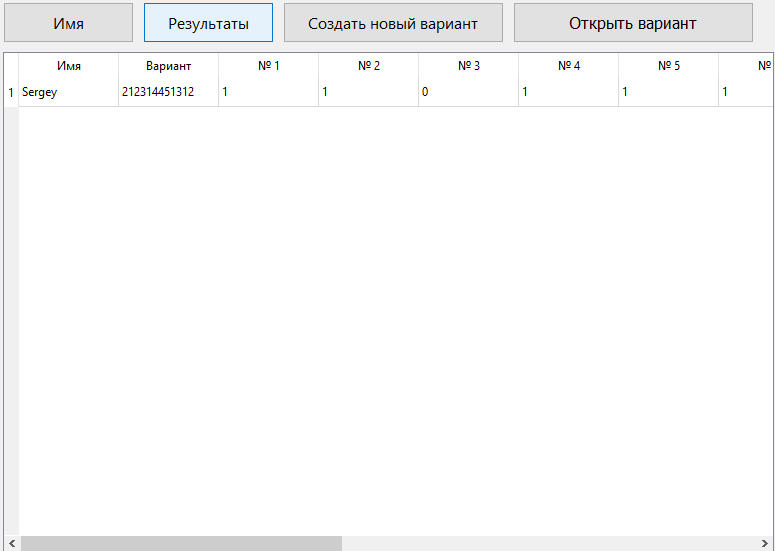 Имя Результаты Создать новый вариант Открыть вариант
Имя Вариант № 1 № 2 № 3 № 4 № 5 №
1 Sergey 212314451312 1 1 0 1 1 1